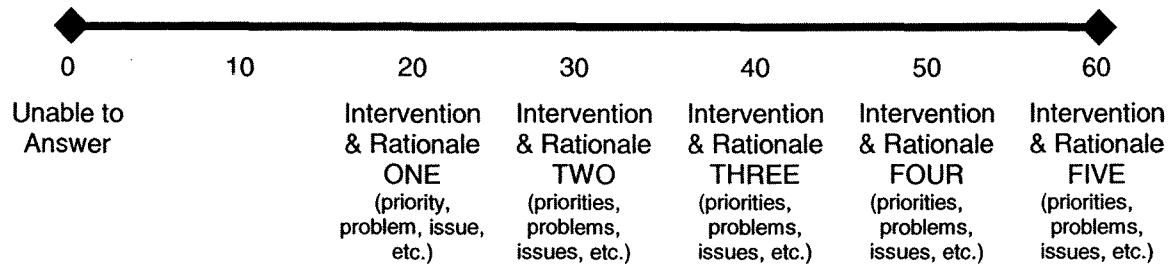 0 10 20 30 40 50 60
Unable to Intervention Intervention Intervention Intervention Intervention
Answer & Rationale & Rationale & Rationale & Rationale & Rationale
ONE TWO THREE FOUR FIVE
(priority, (priorities, (priorities, (priorities, (priorities,
problem, issue, problems, problems, problems, problems,
etc.) issues, etc.) issues, etc.) issues, etc.) issues, etc.)